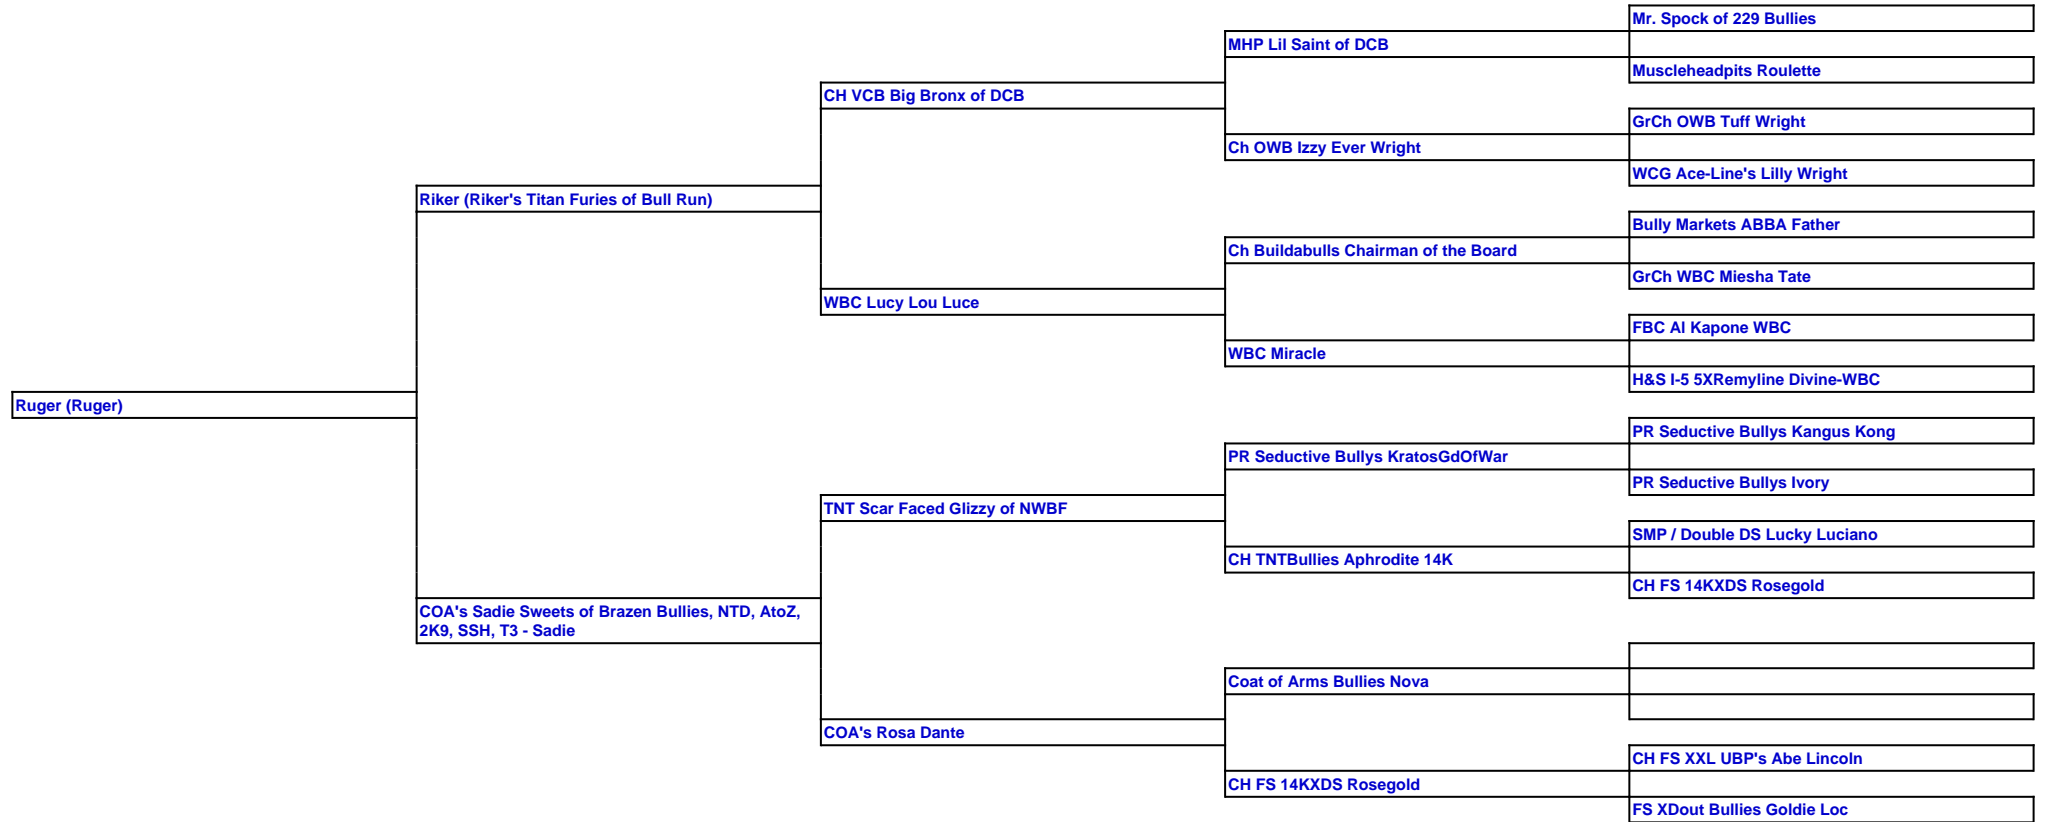 Mr. Spock of 229 Bullies
MHP Lil Saint of DCB
Muscleheadpits Roulette
CH VCB Big Bronx of DCB
GrCh OWB Tuff Wright
Ch OWB Izzy Ever Wright
WCG Ace-Line's Lilly Wright
Riker (Riker's Titan Furies of Bull Run)
Bully Markets ABBA Father
Ch Buildabulls Chairman of the Board
GrCh WBC Miesha Tate
WBC Lucy Lou Luce
FBC Al Kapone WBC
WBC Miracle
H&S I-5 5XRemyline Divine-WBC
Ruger (Ruger)
PR Seductive Bullys Kangus Kong
PR Seductive Bullys KratosGdOfWar
PR Seductive Bullys Ivory
TNT Scar Faced Glizzy of NWBF
SMP / Double DS Lucky Luciano
CH TNTBullies Aphrodite 14K
CH FS 14KXDS Rosegold
COA's Sadie Sweets of Brazen Bullies, NTD, AtoZ,
2K9, SSH, T3 - Sadie
Coat of Arms Bullies Nova
COA's Rosa Dante
CH FS XXL UBP's Abe Lincoln
CH FS 14KXDS Rosegold
FS XDout Bullies Goldie Loc